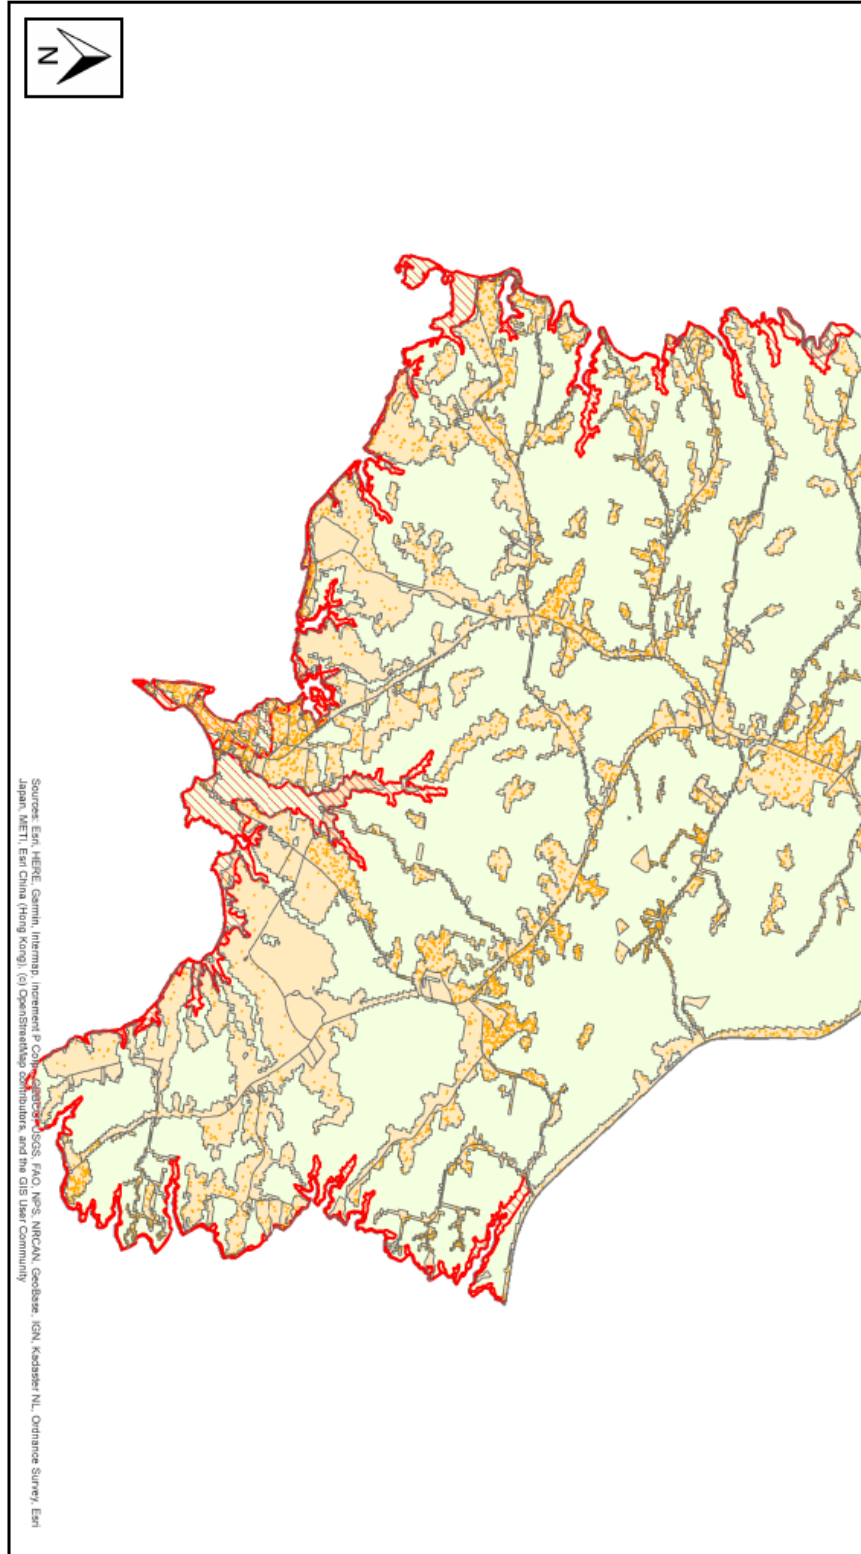 N
Sources: Esri, HERE, Garmin, Intermap, increment P Corp., GEBCO, USGS, FAO, NPS, NRCAN, GeoBase, IGN, Kadaster NL, Ordnance Survey, Esri
Japan, METI, Esri China (Hong Kong), (c) OpenStreetMap contributors, and the GIS User Community